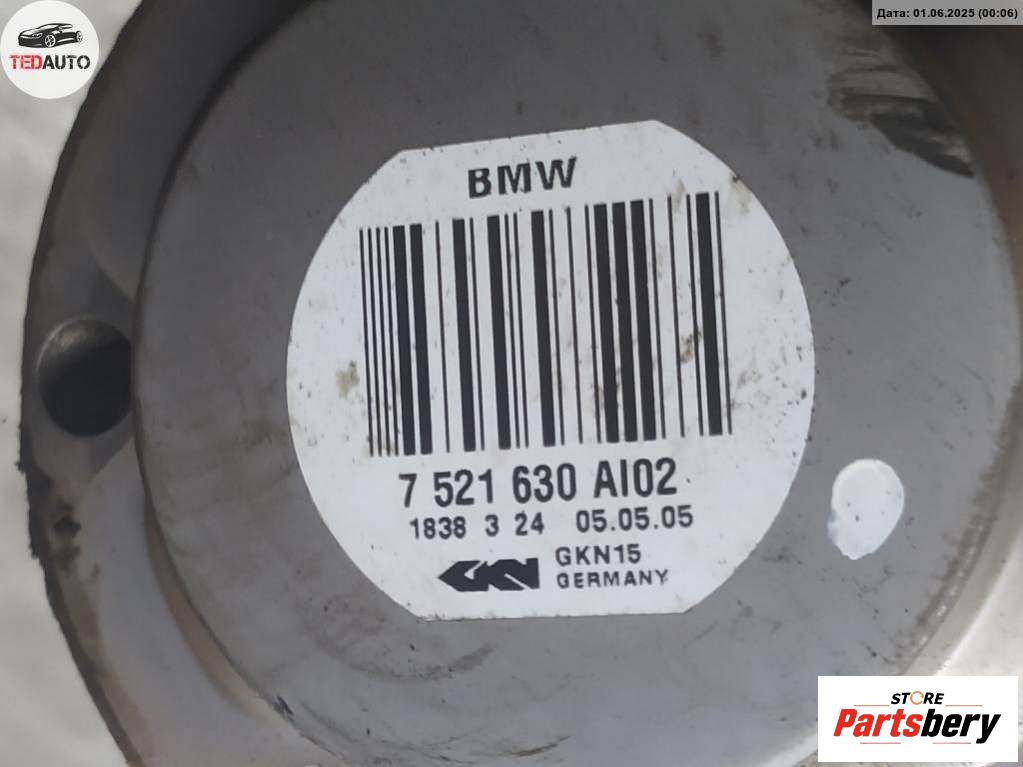 Дата: 01.06.2025 (00:06)
TEDAUTO
BMW
7 521 630 AI02
1838 3 24 05.05.05
GKN GKN15
GERMANY
STORE
Partsbery